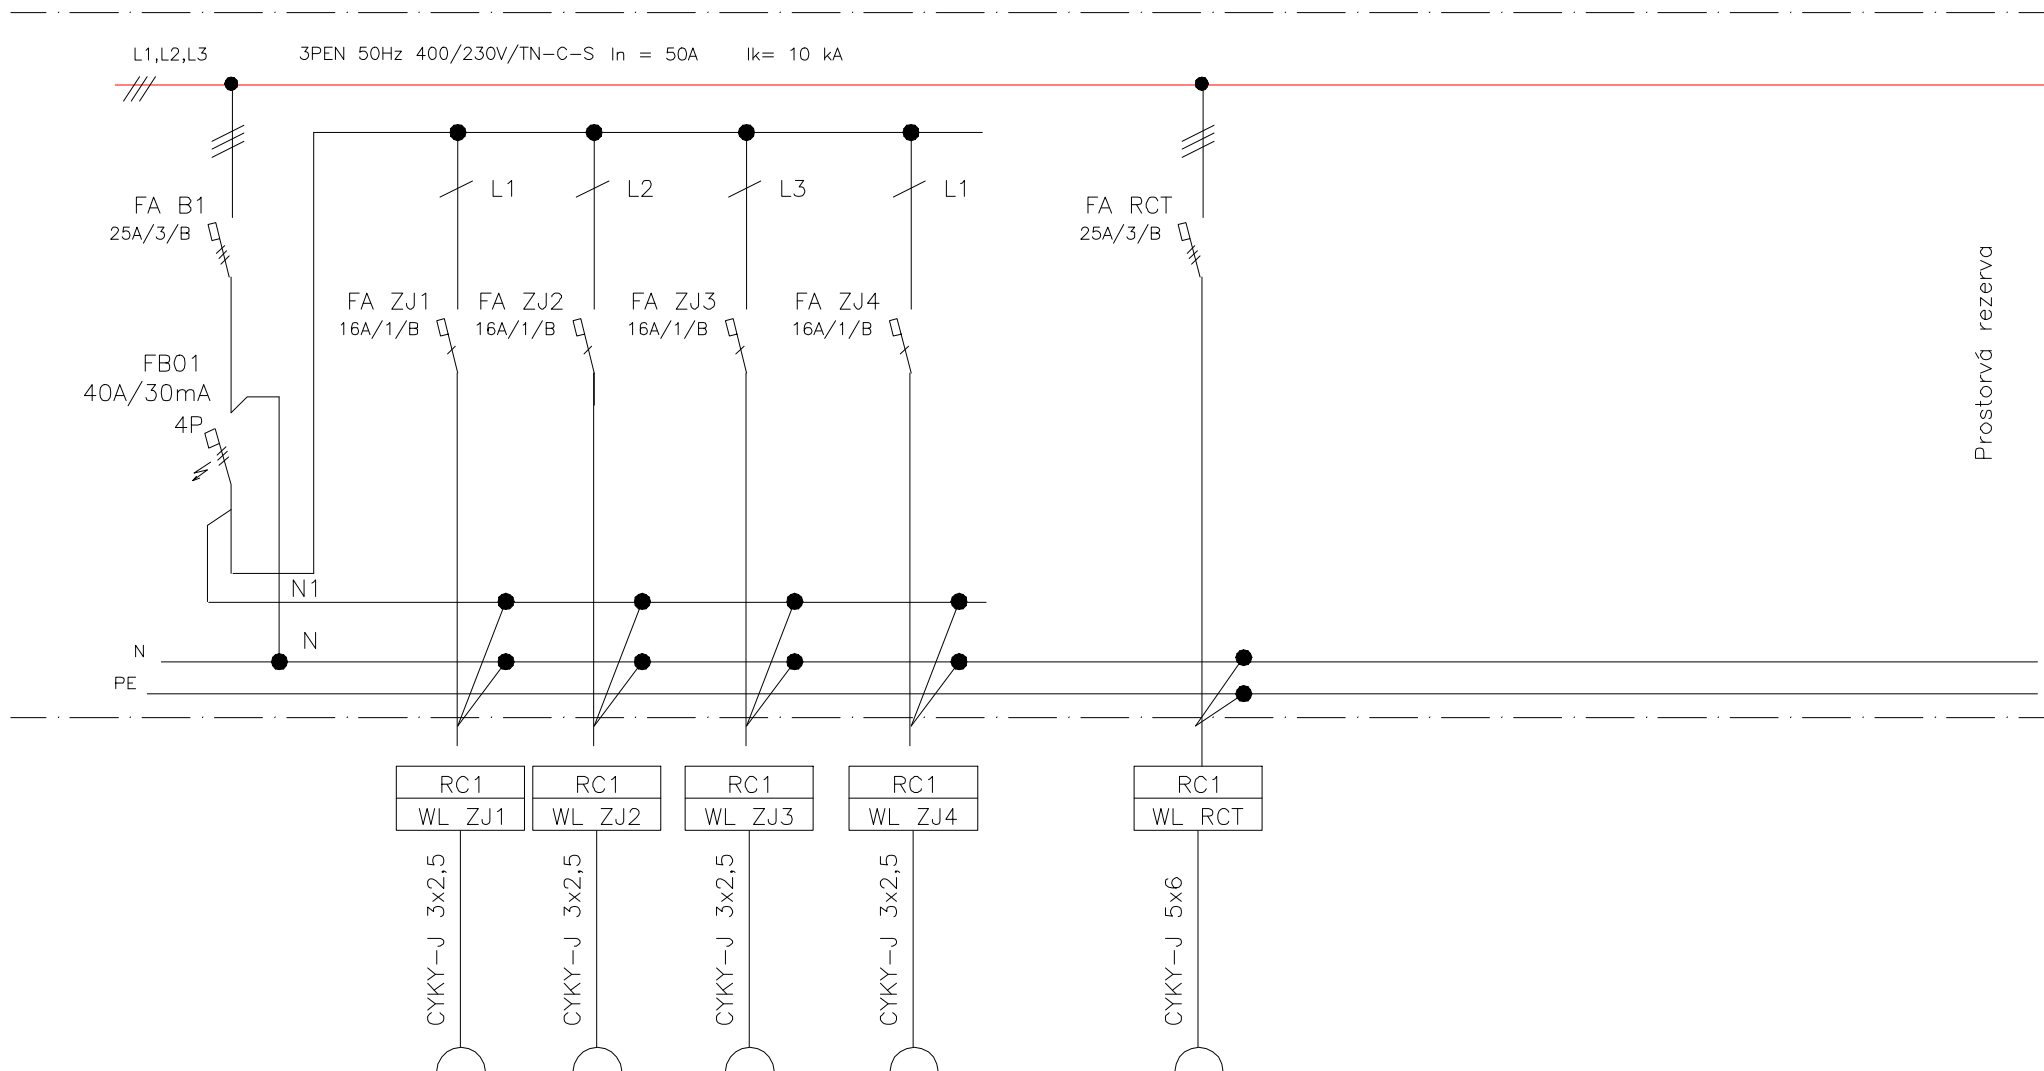 L1,L2,L3
3PEN 50Hz 400/230V/TN-C-S In = 50A Ik= 10 kA
L1
L2
L3
L1
FA B1
25A/3/B
FA RCT
25A/3/B
FA ZJ1
16A/1/B
FA ZJ2
16A/1/B
FA ZJ3
16A/1/B
FA ZJ4
16A/1/B
FB01
40A/30mA
4P
Prostorvá rezerva
N1
N
N
PE
RC1
WL ZJ1
RC1
WL ZJ2
RC1
WL ZJ3
RC1
WL ZJ4
RC1
WL RCT
CYKY-J 3x2,5
CYKY-J 3x2,5
CYKY-J 3x2,5
CYKY-J 3x2,5
CYKY-J 5x6